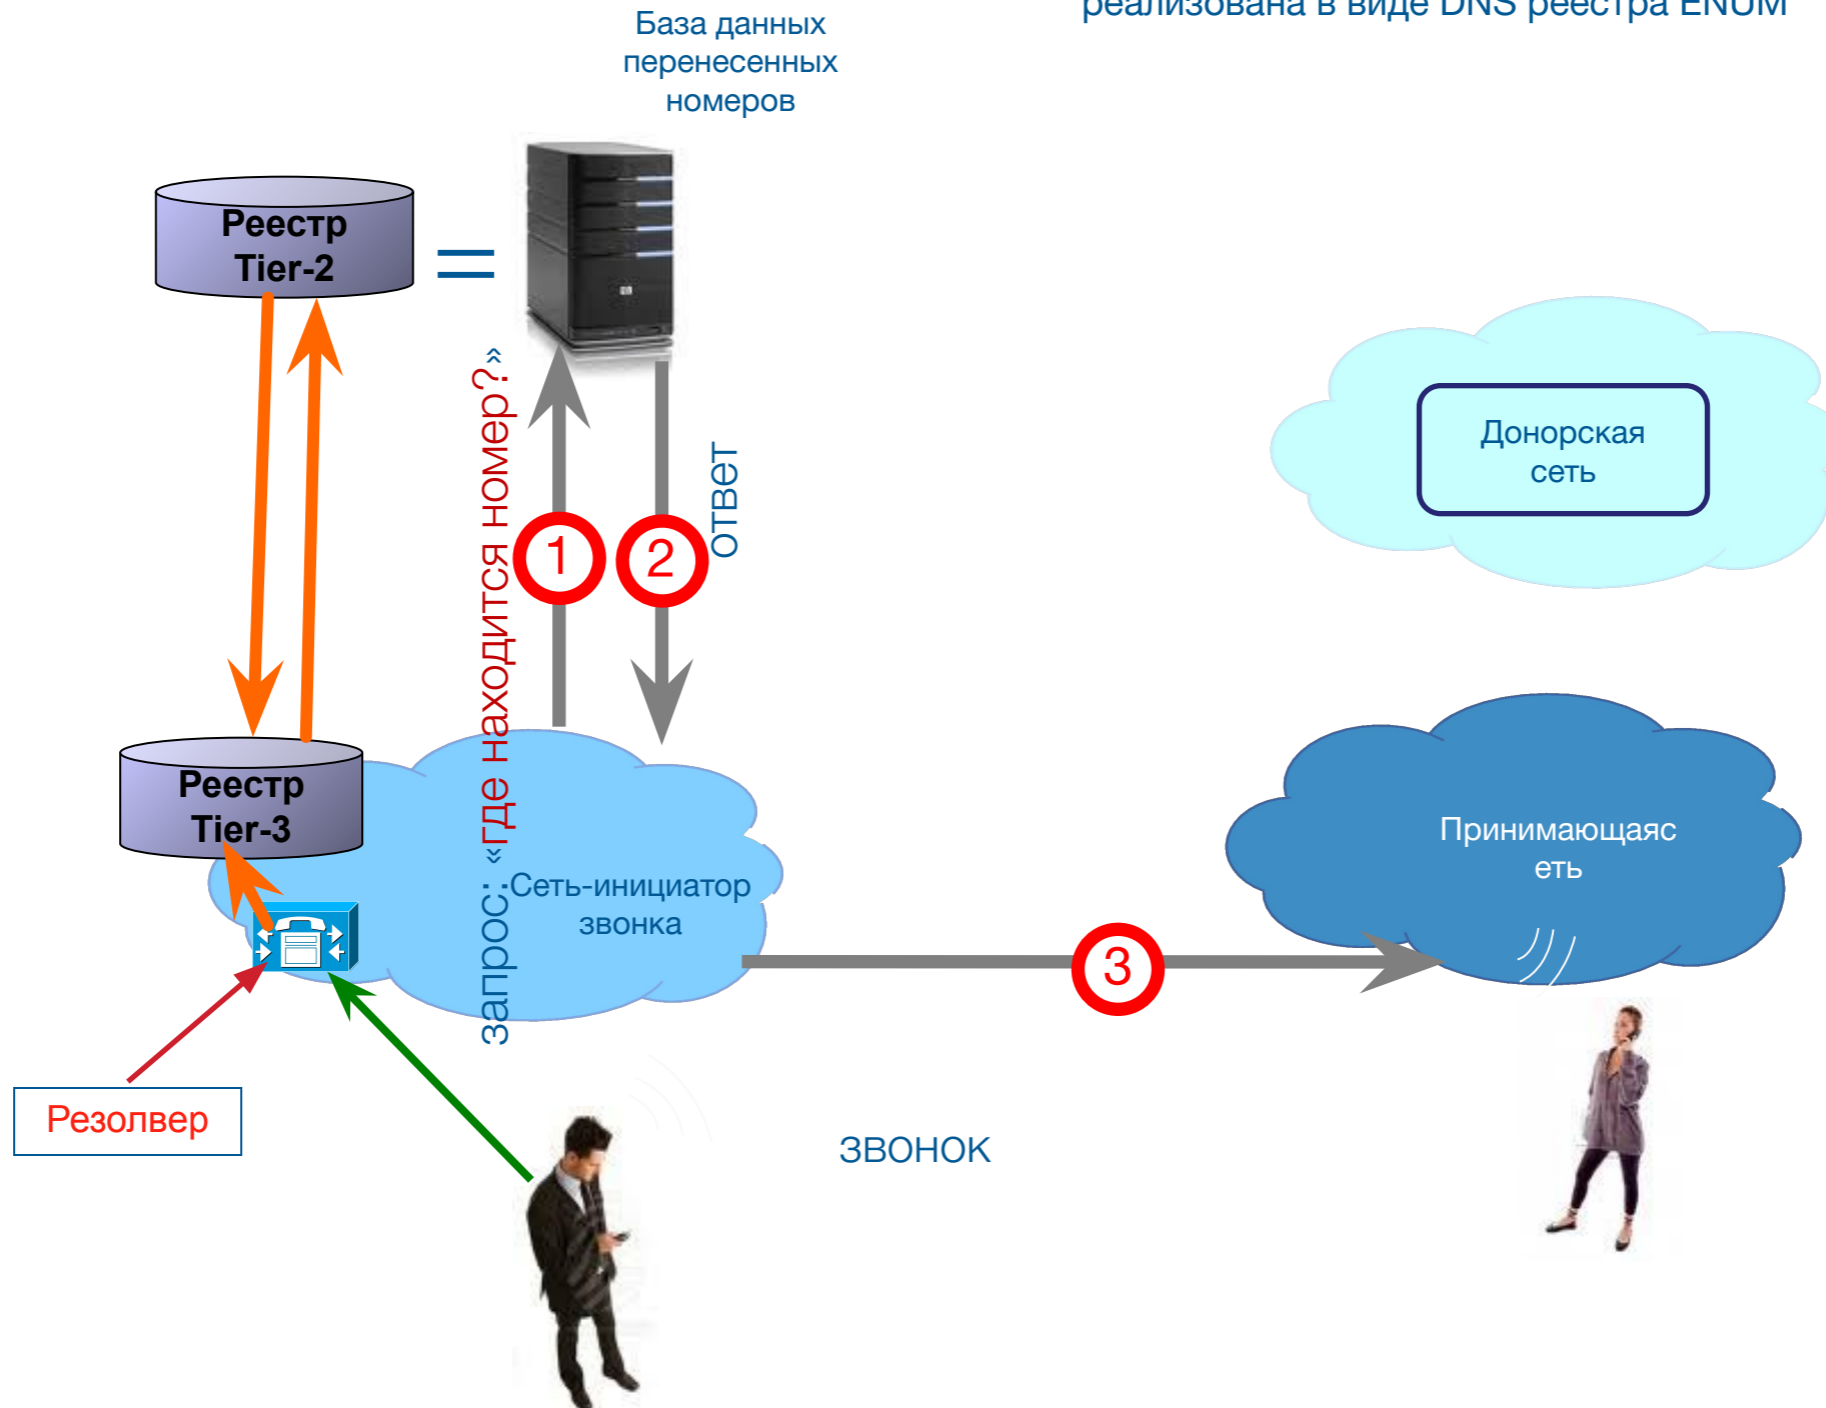 реализована в виде DNS реестра ENUM
База данных
перенесенных
номеров
Реестр
Tier-2
=
запрос: «где находится номер?»
1
2
ответ
Донорская
сеть
Реестр
Tier-3
Сеть-инициатор
звонка
Принимающаяс
еть
3
Резолвер
ЗВОНОК